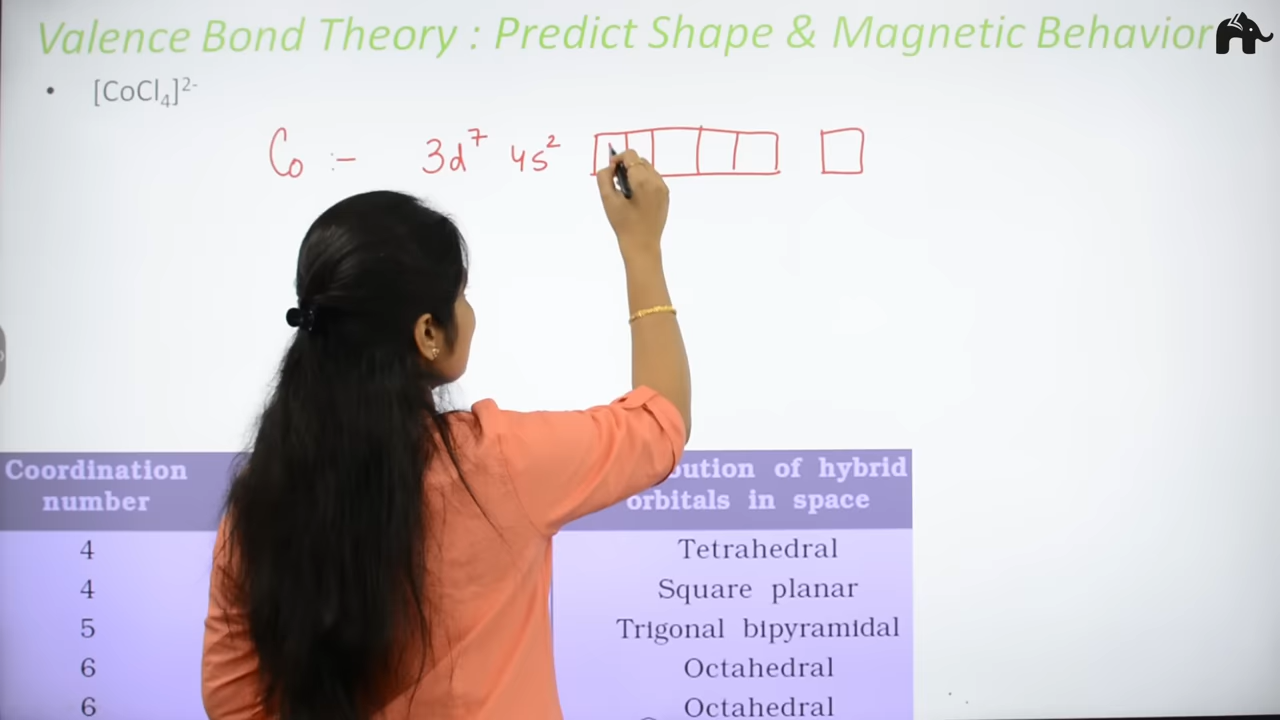 Valence Bond Theory : Predict Shape & Magnetic Behavior
• [CoCl₄]²⁻
Co :- 3d⁷ 4s²
Coordination number
bution of hybrid orbitals in space
4 Tetrahedral
4 Square planar
5 Trigonal bipyramidal
6 Octahedral
6 Octahedral